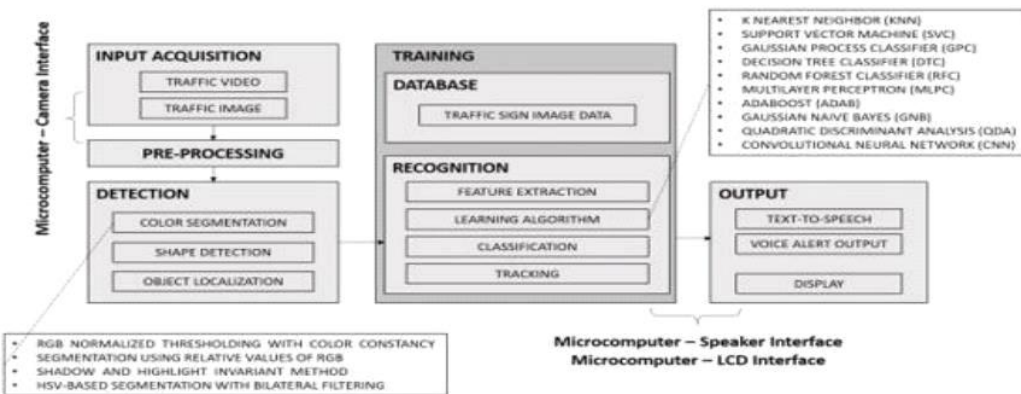 Microcomputer – Camera Interface
INPUT ACQUISITION
TRAFFIC VIDEO
TRAFFIC IMAGE
PRE-PROCESSING
DETECTION
COLOR SEGMENTATION
SHAPE DETECTION
OBJECT LOCALIZATION
• RGB NORMALIZED THRESHOLDING WITH COLOR CONSTANCY
• SEGMENTATION USING RELATIVE VALUES OF RGB
• SHADOW AND HIGHLIGHT INVARIANT METHOD
• HSV-BASED SEGMENTATION WITH BILATERAL FILTERING
TRAINING
DATABASE
TRAFFIC SIGN IMAGE DATA
RECOGNITION
FEATURE EXTRACTION
LEARNING ALGORITHM
CLASSIFICATION
TRACKING
• K NEAREST NEIGHBOR (KNN)
• SUPPORT VECTOR MACHINE (SVC)
• GAUSSIAN PROCESS CLASSIFIER (GPC)
• DECISION TREE CLASSIFIER (DTC)
• RANDOM FOREST CLASSIFIER (RFC)
• MULTILAYER PERCEPTRON (MLPC)
• ADABOOST (ADAB)
• GAUSSIAN NAIVE BAYES (GNB)
• QUADRATIC DISCRIMINANT ANALYSIS (QDA)
• CONVOLUTIONAL NEURAL NETWORK (CNN)
OUTPUT
TEXT-TO-SPEECH
VOICE ALERT OUTPUT
DISPLAY
Microcomputer – Speaker Interface
Microcomputer – LCD Interface